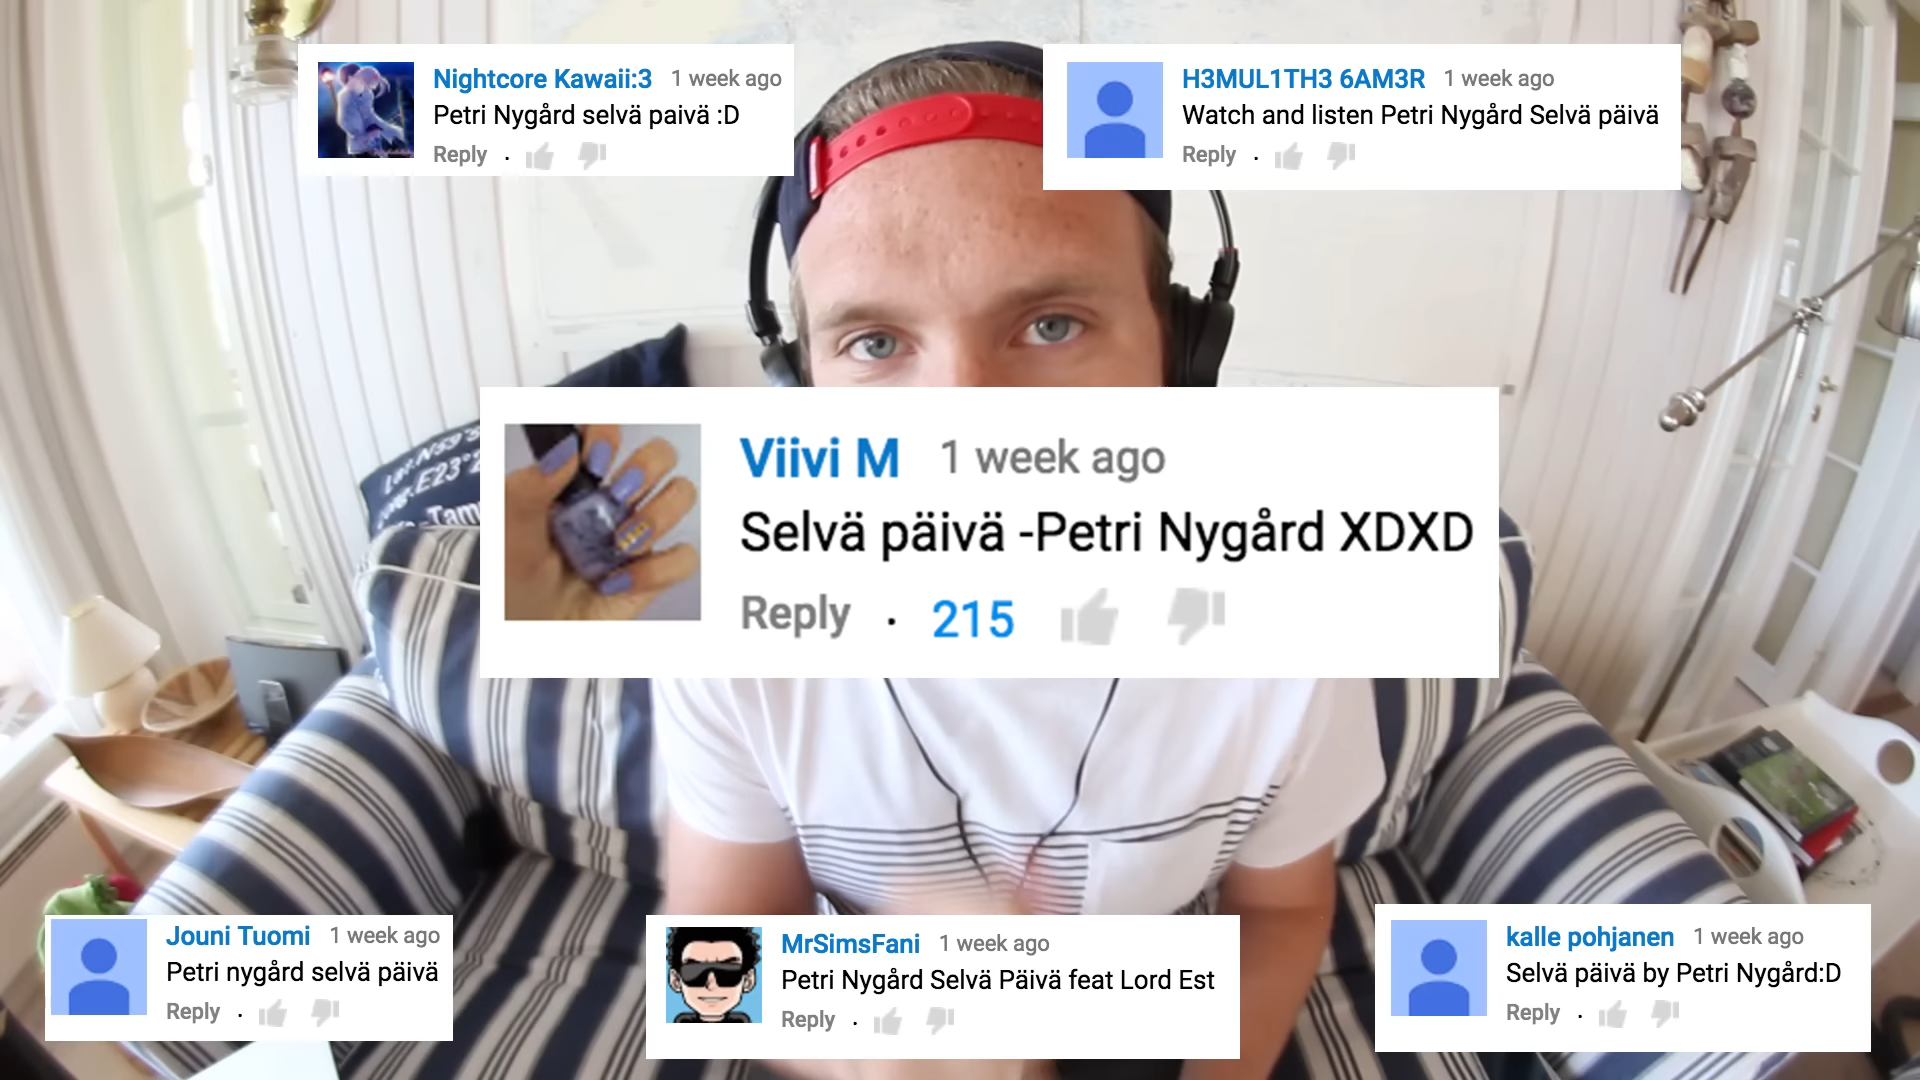 Nightcore Kawaii:3 1 week ago
Petri Nygård selvä paivä :D
Reply .
H3MUL1TH3 6AM3R 1 week ago
Watch and listen Petri Nygård Selvä päivä
Reply .
Viivi M 1 week ago
Selvä päivä -Petri Nygård XDXD
Reply . 215
Jouni Tuomi 1 week ago
Petri nygård selvä päivä
Reply .
MrSimsFani 1 week ago
Petri Nygård Selvä Päivä feat Lord Est
Reply .
kalle pohjanen 1 week ago
Selvä päivä by Petri Nygård:D
Reply .